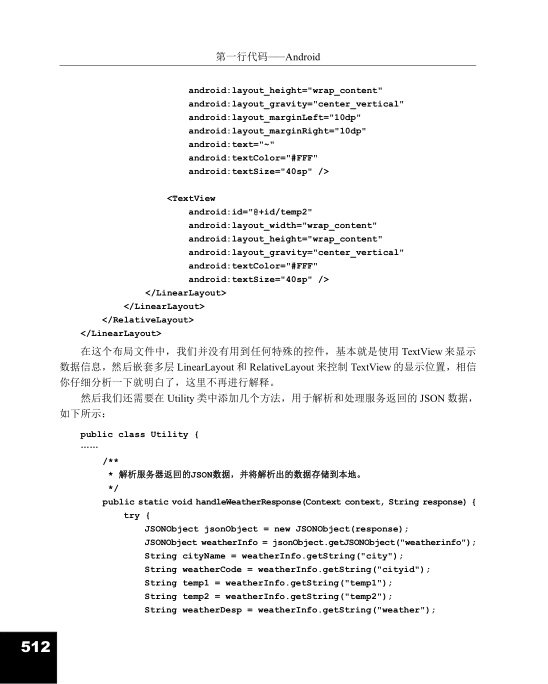 第一行代码——Android
android:layout_height="wrap_content"
android:layout_gravity="center_vertical"
android:layout_marginLeft="10dp"
android:layout_marginRight="10dp"
android:text="~"
android:textColor="#FFF"
android:textSize="40sp" />
<TextView
android:id="@+id/temp2"
android:layout_width="wrap_content"
android:layout_height="wrap_content"
android:layout_gravity="center_vertical"
android:textColor="#FFF"
android:textSize="40sp" />
</LinearLayout>
</LinearLayout>
</RelativeLayout>
</LinearLayout>
在这个布局文件中，我们并没有用到任何特殊的控件，基本就是使用 TextView 来显示
数据信息，然后嵌套多层 LinearLayout 和 RelativeLayout 来控制 TextView 的显示位置，相信
你仔细分析一下就明白了，这里不再进行解释。
然后我们还需要在 Utility 类中添加几个方法，用于解析和处理服务返回的 JSON 数据，
如下所示：
public class Utility {
……
/**
* 解析服务器返回的JSON数据，并将解析出的数据存储到本地。
*/
public static void handleWeatherResponse(Context context, String response) {
try {
JSONObject jsonObject = new JSONObject(response);
JSONObject weatherInfo = jsonObject.getJSONObject("weatherinfo");
String cityName = weatherInfo.getString("city");
String weatherCode = weatherInfo.getString("cityid");
String temp1 = weatherInfo.getString("temp1");
String temp2 = weatherInfo.getString("temp2");
String weatherDesp = weatherInfo.getString("weather");
512